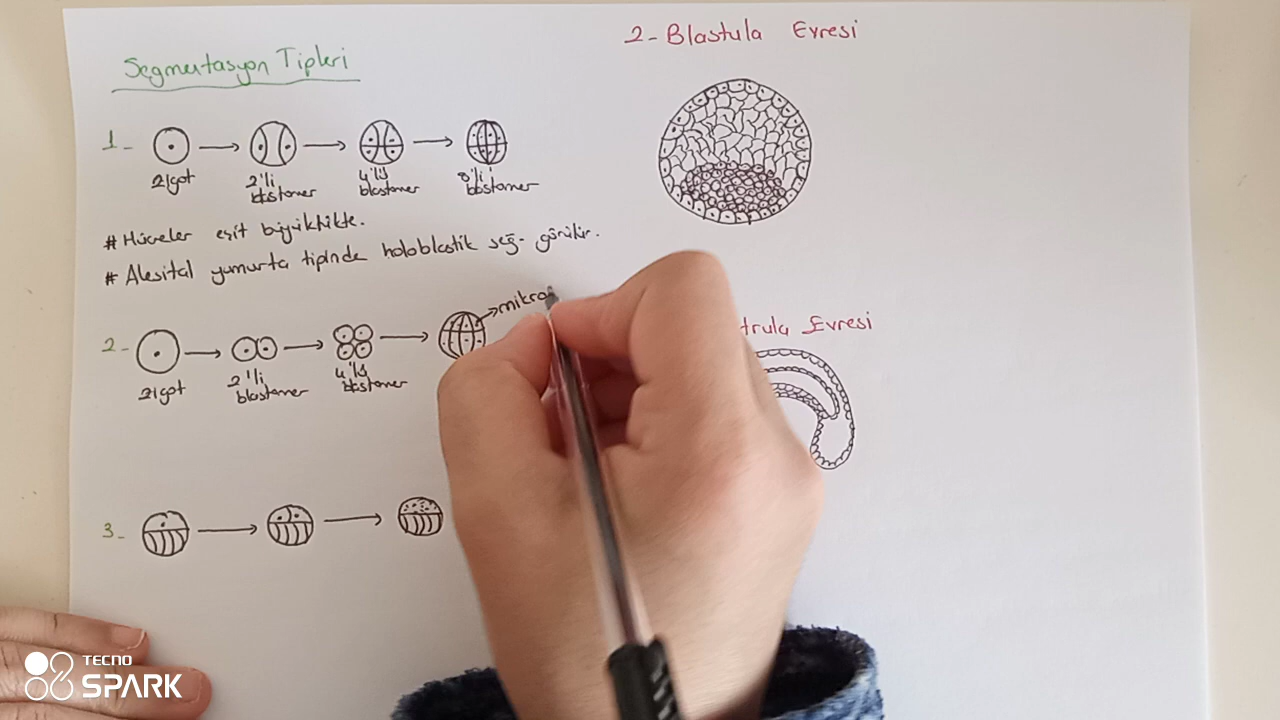 Segmentasyon Tipleri
1-
zigot
2'li
blastomer
4'lü
blastomer
8'li
blastomer
# Hücreler eşit büyüklükte.
# Alesital yumurta tipinde holoblastik seg. görülür.
2-
zigot
2'li
blastomer
4'lü
blastomer
mikro
3-
2- Blastula Evresi
trula Evresi
TECNO
SPARK